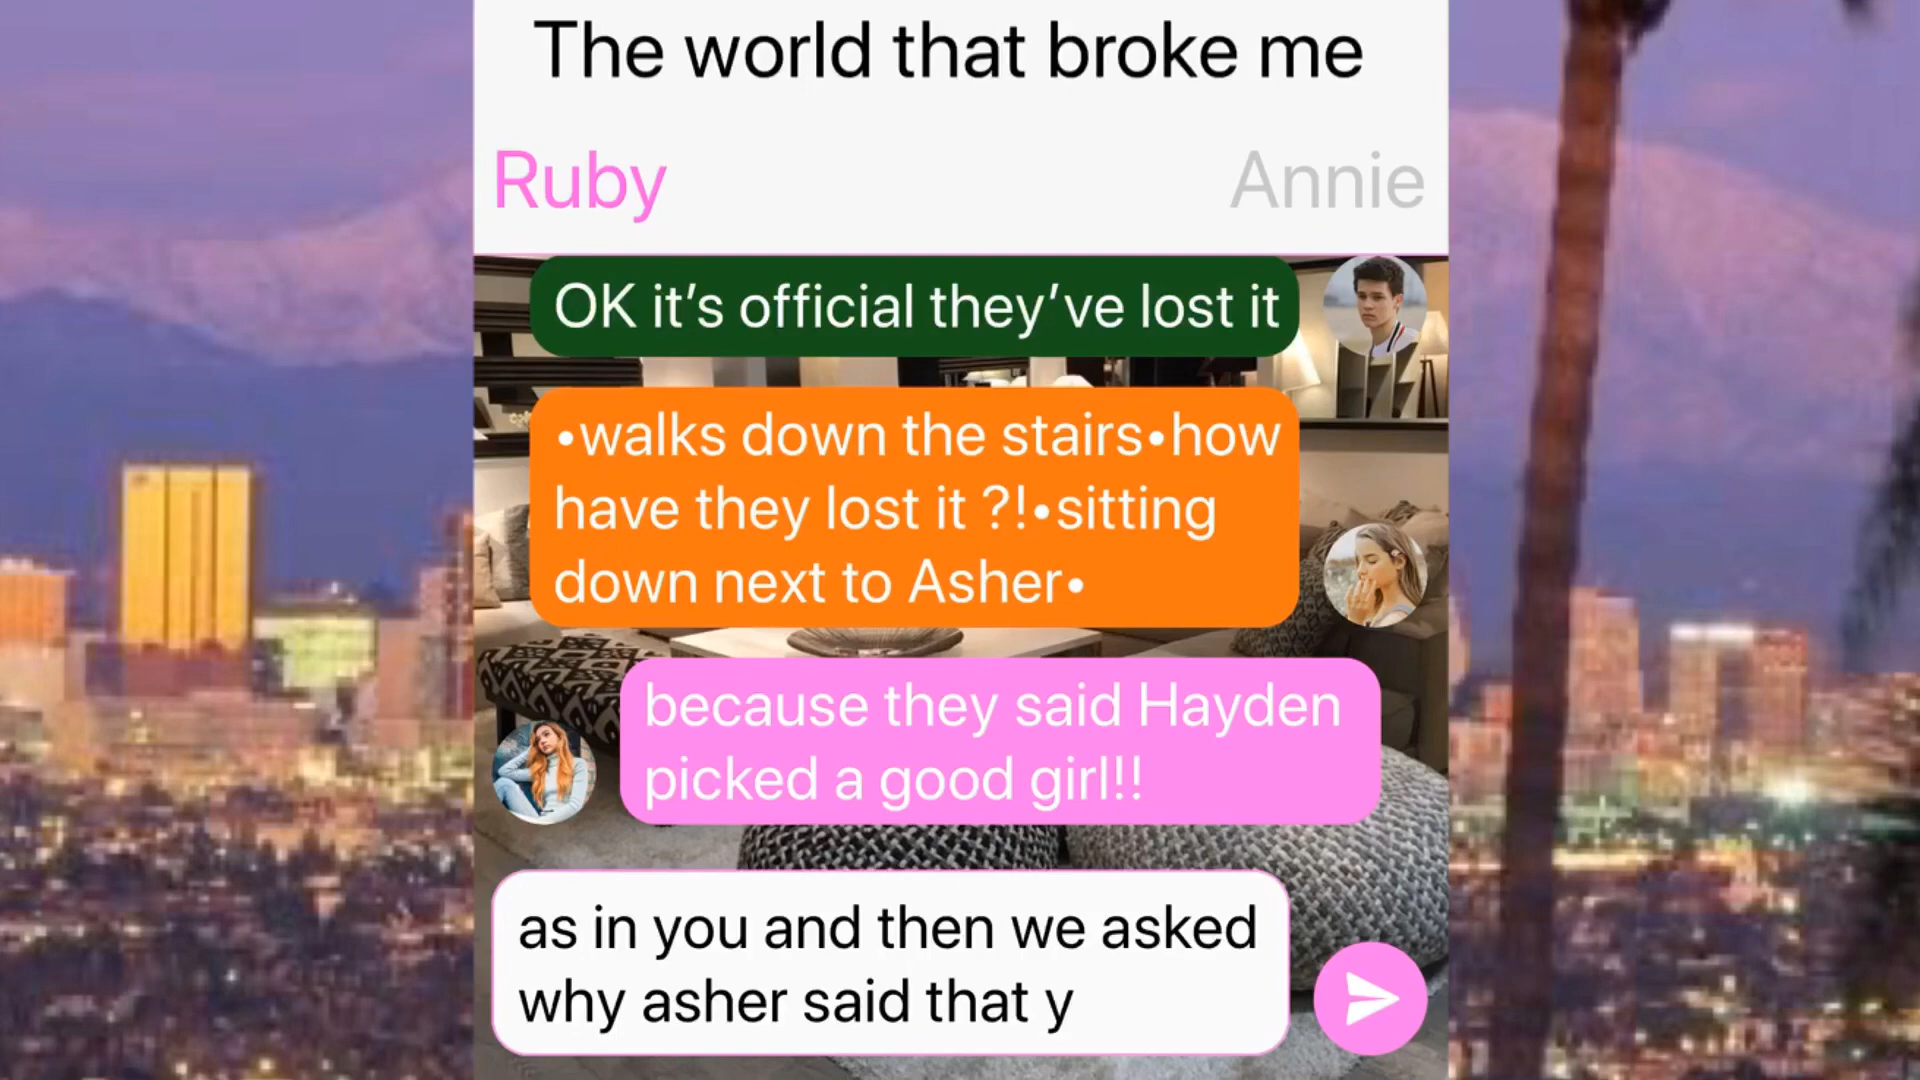 The world that broke me
Ruby
Annie
OK it’s official they’ve lost it
•walks down the stairs•how
have they lost it ?!•sitting
down next to Asher•
because they said Hayden
picked a good girl!!
as in you and then we asked
why asher said that y